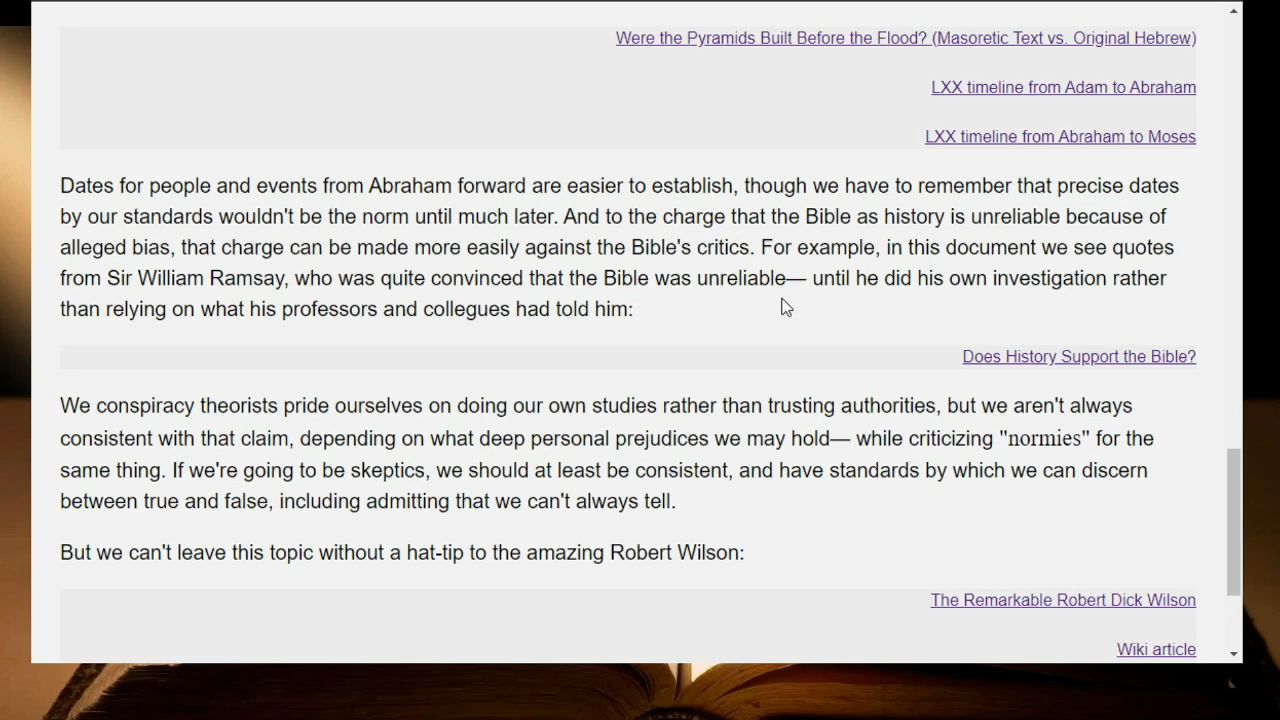 Were the Pyramids Built Before the Flood? (Masoretic Text vs. Original Hebrew)
LXX timeline from Adam to Abraham
LXX timeline from Abraham to Moses
Dates for people and events from Abraham forward are easier to establish, though we have to remember that precise dates
by our standards wouldn't be the norm until much later. And to the charge that the Bible as history is unreliable because of
alleged bias, that charge can be made more easily against the Bible's critics. For example, in this document we see quotes
from Sir William Ramsay, who was quite convinced that the Bible was unreliable— until he did his own investigation rather
than relying on what his professors and collegues had told him:
Does History Support the Bible?
We conspiracy theorists pride ourselves on doing our own studies rather than trusting authorities, but we aren't always
consistent with that claim, depending on what deep personal prejudices we may hold— while criticizing "normies" for the
same thing. If we're going to be skeptics, we should at least be consistent, and have standards by which we can discern
between true and false, including admitting that we can't always tell.
But we can't leave this topic without a hat-tip to the amazing Robert Wilson:
The Remarkable Robert Dick Wilson
Wiki article